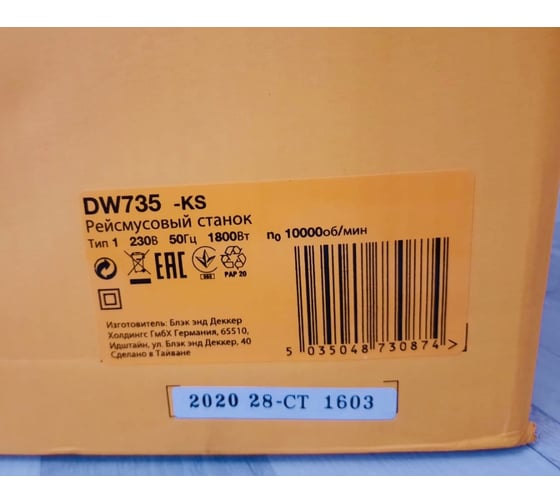 DW735 -KS
Рейсмусовый станок
Тип 1 230В 50Гц 1800Вт n₀ 10000об/мин
EAC
PAP 20
Изготовитель: Блэк энд Деккер
Холдингс ГмбХ Германия, 65510,
Идштайн, ул. Блэк энд Деккер, 40
Сделано в Тайване
5 035048 730874 >
2020 28-CT 1603